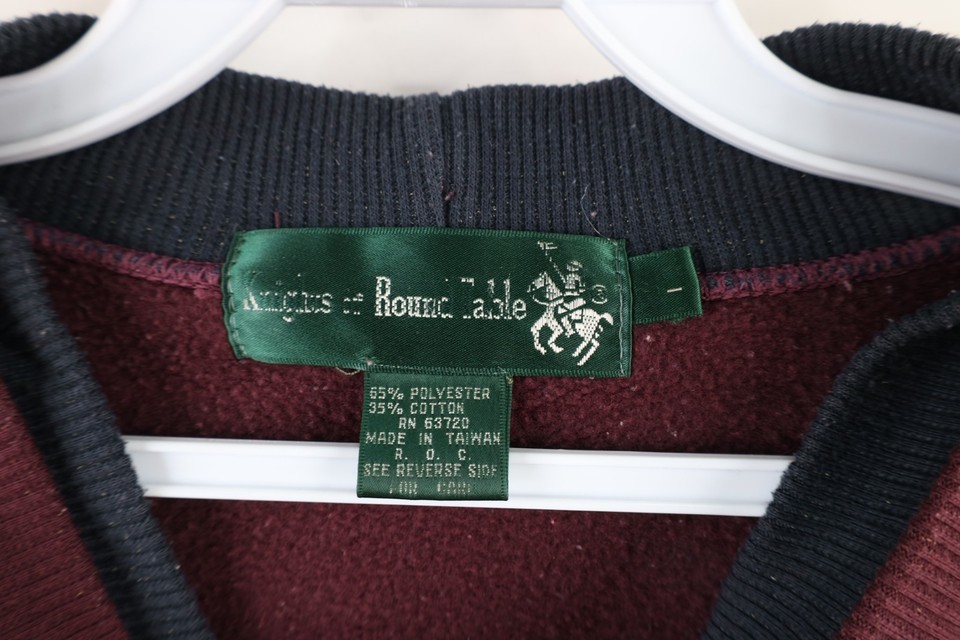 Knights of Round Table
65% POLYESTER
35% COTTON
RN 63720
MADE IN TAIWAN
R. O. C.
SEE REVERSE SIDE
FOR CARE